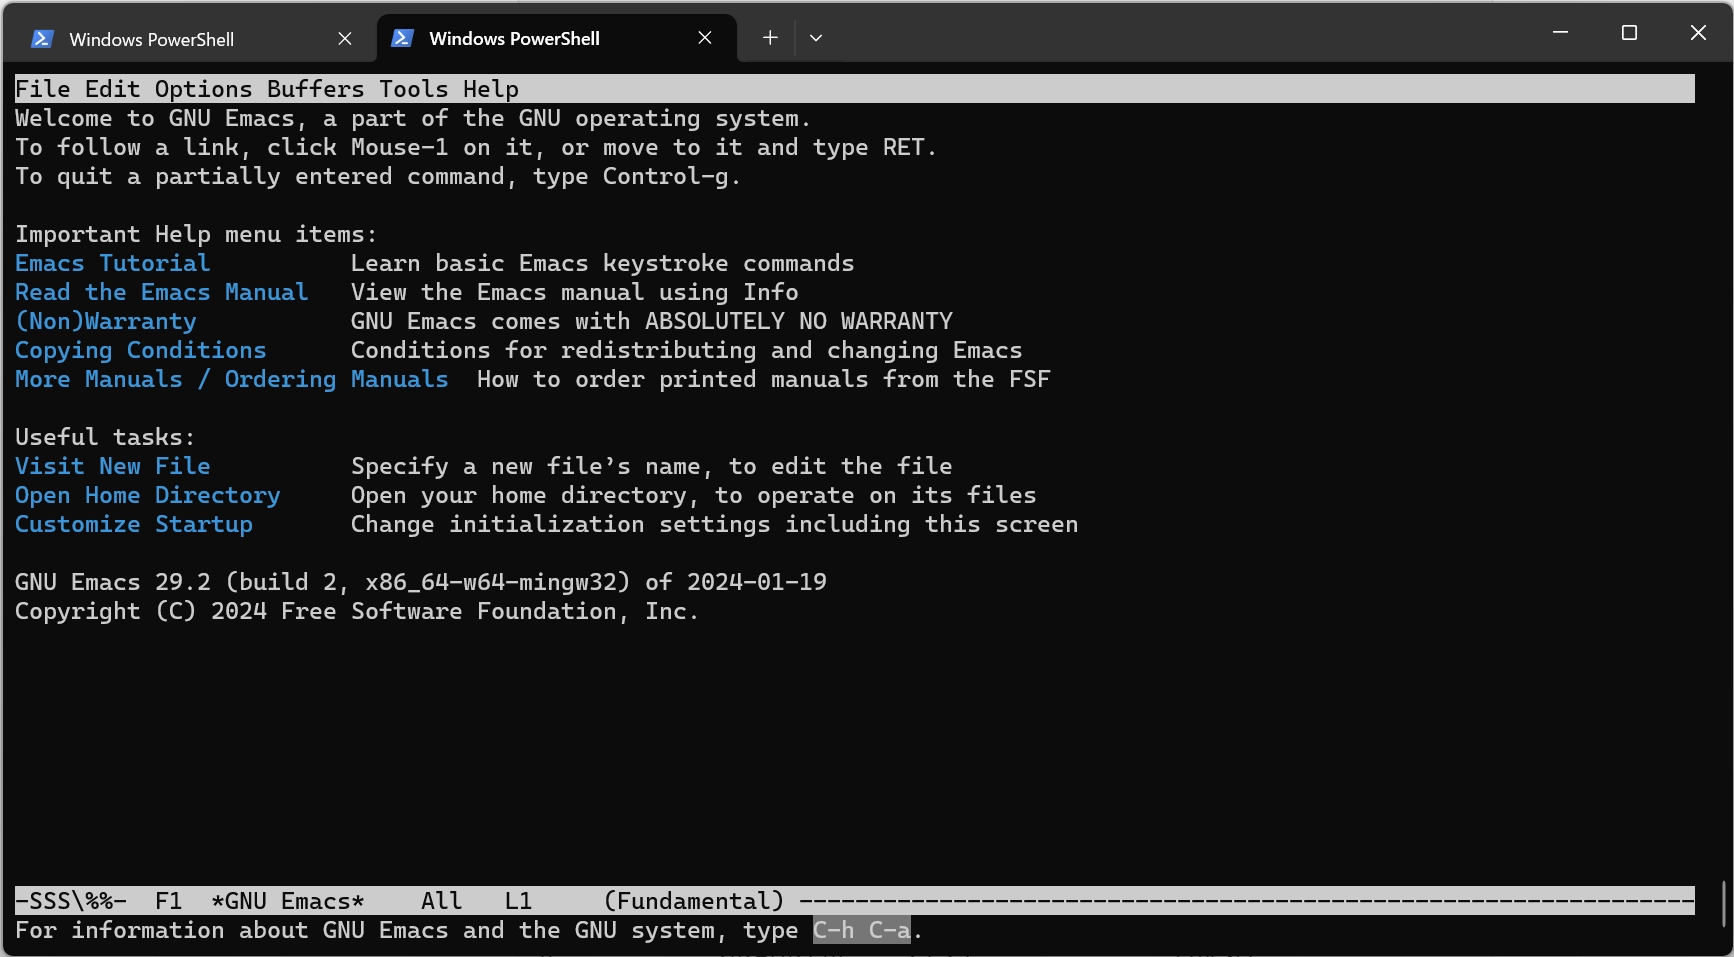 Windows PowerShell
Windows PowerShell
File Edit Options Buffers Tools Help
Welcome to GNU Emacs, a part of the GNU operating system.
To follow a link, click Mouse-1 on it, or move to it and type RET.
To quit a partially entered command, type Control-g.
Important Help menu items:
Emacs Tutorial Learn basic Emacs keystroke commands
Read the Emacs Manual View the Emacs manual using Info
(Non)Warranty GNU Emacs comes with ABSOLUTELY NO WARRANTY
Copying Conditions Conditions for redistributing and changing Emacs
More Manuals / Ordering Manuals How to order printed manuals from the FSF
Useful tasks:
Visit New File Specify a new file’s name, to edit the file
Open Home Directory Open your home directory, to operate on its files
Customize Startup Change initialization settings including this screen
GNU Emacs 29.2 (build 2, x86_64-w64-mingw32) of 2024-01-19
Copyright (C) 2024 Free Software Foundation, Inc.
-SSS\%%- F1 *GNU Emacs* All L1 (Fundamental) ----------------------------------------------------------------
For information about GNU Emacs and the GNU system, type C-h C-a.